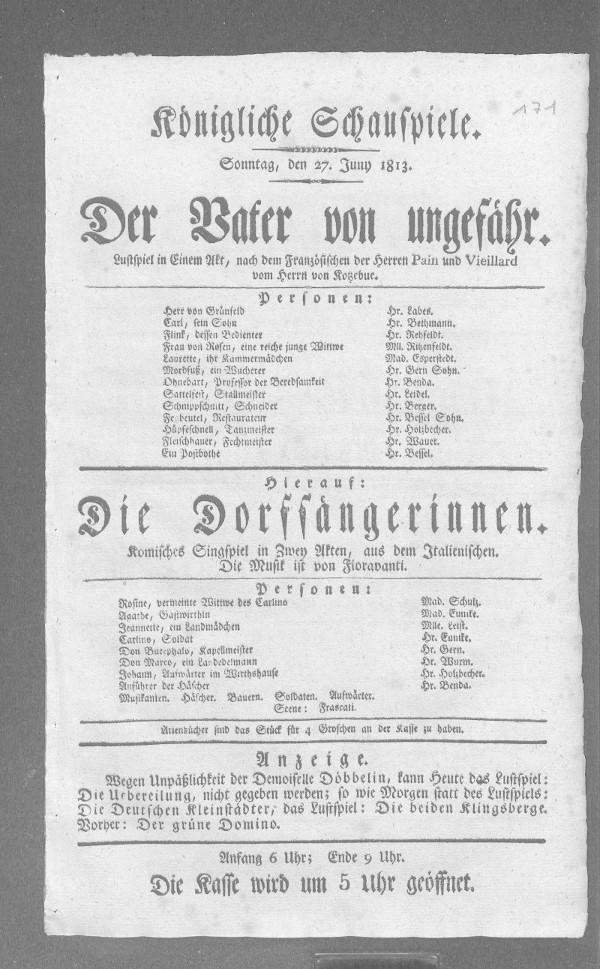 171
Königliche Schauspiele.
Sonntag, den 27. Juny 1813.
Der Vater von ungefähr.
Lustspiel in Einem Akt, nach dem Französischen der Herren Pain und Vieillard
vom Herrn von Kotzebue.
Personen:
Herr von Grünfeld Hr. Labes.
Carl, sein Sohn Hr. Bethmann.
Flink, dessen Bedienter Hr. Rehfeldt.
Frau von Rosen, eine reiche junge Wittwe Mll. Ritzenfeldt.
Laurette, ihr Kammermädchen Mad. Esperstedt.
Mordfuß, ein Wucherer Hr. Gern Sohn.
Ohnebart, Professor der Beredsamkeit Hr. Benda.
Sattelfest, Stallmeister Hr. Leidel.
Schnippschnitt, Schneider Hr. Berger.
Restaurateur Hr. Bessel Sohn.
Hüpfeschnell, Tanzmeister Hr. Holzbecher.
Fleischhauer, Fechtmeister Hr. Wauer.
Ein Postbothe Hr. Bessel.
Hierauf:
Die Dorfsängerinnen.
Komisches Singspiel in Zwey Akten, aus dem Italienischen.
Die Musik ist von Fioravanti.
Personen:
Rosine, vermeinte Wittwe des Carlino Mad. Schulz.
Agathe, Gastwirthin Mad. Eunike.
Jeannette, ein Landmädchen Mlle. Leist.
Carlino, Soldat Hr. Eunike.
Don Bucephalo, Kapellmeister Hr. Gern.
Don Marco, ein Landedelmann Hr. Wurm.
Johann, Aufwärter im Wirthshause Hr. Holzbecher.
Anführer der Häscher Hr. Benda.
Musikanten. Häscher. Bauern. Soldaten. Aufwärter.
Scene: Frascati.
Arienbücher sind das Stück für 4 Groschen an der Kasse zu haben.
Anzeige.
Wegen Unpäßlichkeit der Demoiselle Döbbelin, kann Heute das Lustspiel:
Die Uebereilung, nicht gegeben werden; so wie Morgen statt des Lustspiels:
Die Deutschen Kleinstädter, das Lustspiel: Die beiden Klingsberge.
Vorher: Der grüne Domino.
Anfang 6 Uhr; Ende 9 Uhr.
Die Kasse wird um 5 Uhr geöffnet.